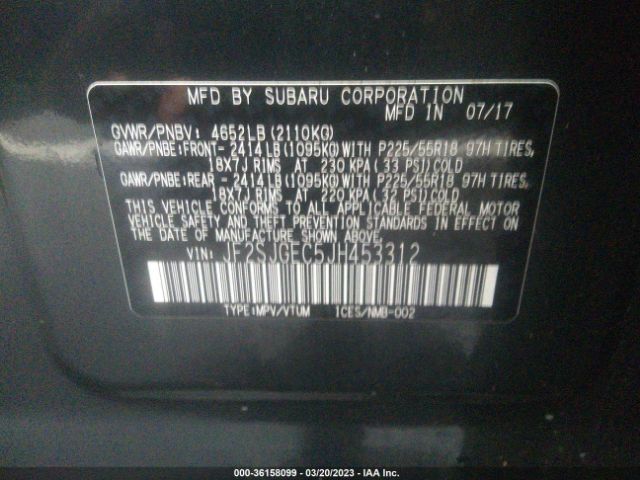 MFD BY SUBARU CORPORATION
MFD IN 07/17
GVWR/PNBV: 4652LB(2110KG)
GAWR/PNBE:FRONT- 2414LB(1095KG)WITH P225/55R18 97H TIRES,
18X7J RIMS AT 230 KPA( 33 PSI)COLD
GAWR/PNBE:REAR - 2414LB(1095KG)WITH P225/55R18 97H TIRES,
18X7J RIMS AT 220 KPA( 32 PSI)COLD
THIS VEHICLE CONFORMS TO ALL APPLICABLE FEDERAL MOTOR
VEHICLE SAFETY AND THEFT PREVENTION STANDARDS IN EFFECT ON
THE DATE OF MANUFACTURE SHOWN ABOVE.
VIN: JF2SJGEC5JH453312
TYPE:MPV/VTUM ICES/NMB-002
000-36158099 — 03/20/2023 — IAA Inc.